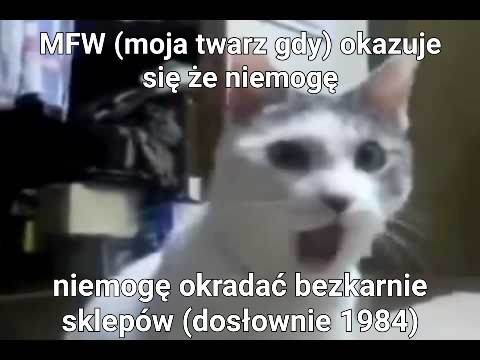 MFW (moja twarz gdy) okazuje
się że niemogę
niemogę okradać bezkarnie
sklepów (dosłownie 1984)